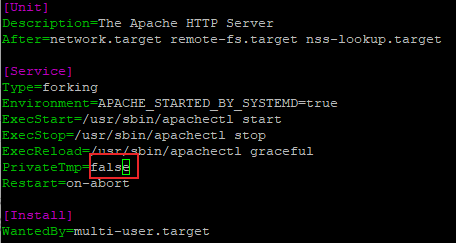 [Unit]
Description=The Apache HTTP Server
After=network.target remote-fs.target nss-lookup.target
[Service]
Type=forking
Environment=APACHE_STARTED_BY_SYSTEMD=true
ExecStart=/usr/sbin/apachectl start
ExecStop=/usr/sbin/apachectl stop
ExecReload=/usr/sbin/apachectl graceful
PrivateTmp=false
Restart=on-abort
[Install]
WantedBy=multi-user.target